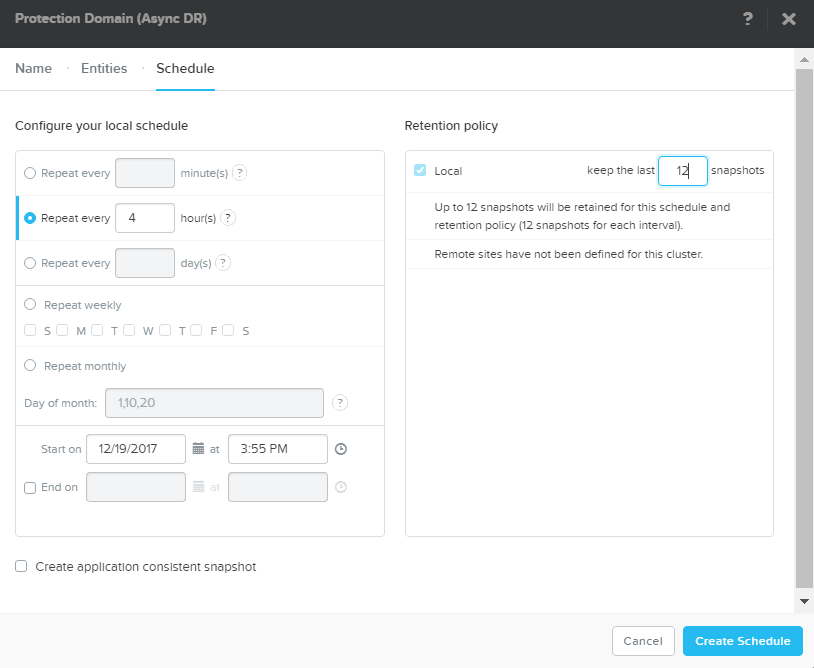 Protection Domain (Async DR) ?
Name · Entities · Schedule
Configure your local schedule
Repeat every minute(s) ?
Repeat every 4 hour(s) ?
Repeat every day(s) ?
Repeat weekly
S M T W T F S
Repeat monthly
Day of month: 1,10,20 ?
Start on 12/19/2017 at 3:55 PM
End on at
Create application consistent snapshot
Retention policy
Local keep the last 12 snapshots
Up to 12 snapshots will be retained for this schedule and
retention policy (12 snapshots for each interval).
Remote sites have not been defined for this cluster.
Cancel Create Schedule